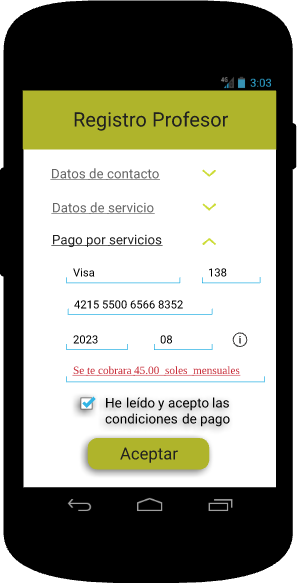 4G 3:03
Registro Profesor
Datos de contacto
Datos de servicio
Pago por servicios
Visa 138
4215 5500 6566 8352
2023 08 i
Se te cobrara 45.00 soles mensuales
He leído y acepto las
condiciones de pago
Aceptar